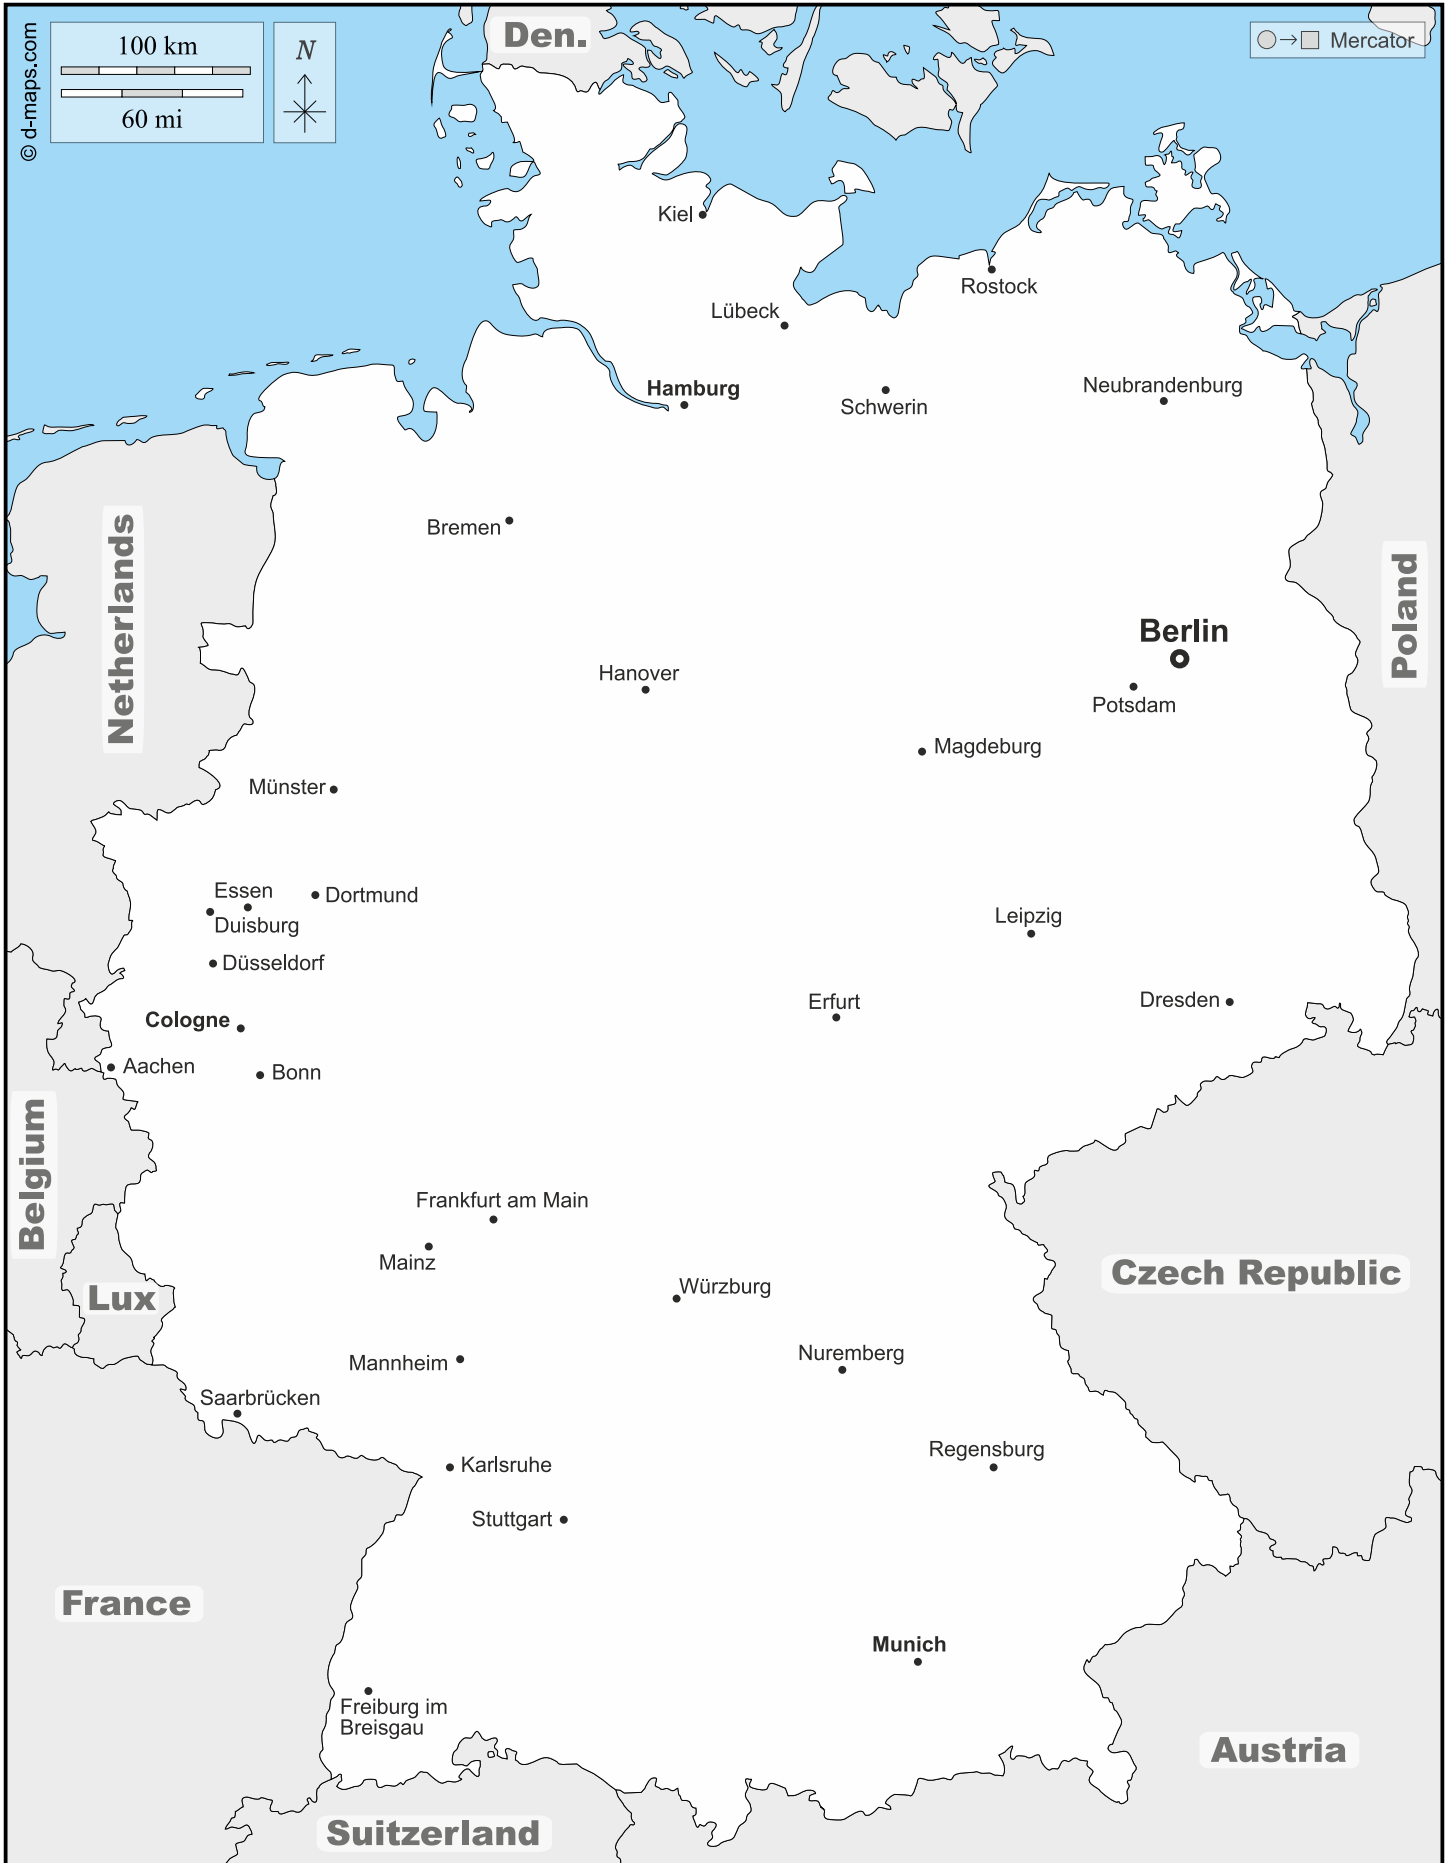 © d-maps.com
100 km
60 mi
N
Den.
Mercator
Kiel
Rostock
Lübeck
Hamburg
Schwerin
Neubrandenburg
Bremen
Netherlands
Poland
Berlin
Hanover
Potsdam
Magdeburg
Münster
Essen
Dortmund
Duisburg
Leipzig
Düsseldorf
Erfurt
Dresden
Cologne
Aachen
Bonn
Belgium
Frankfurt am Main
Mainz
Czech Republic
Lux
Würzburg
Mannheim
Nuremberg
Saarbrücken
Regensburg
Karlsruhe
Stuttgart
France
Munich
Freiburg im
Breisgau
Austria
Suitzerland